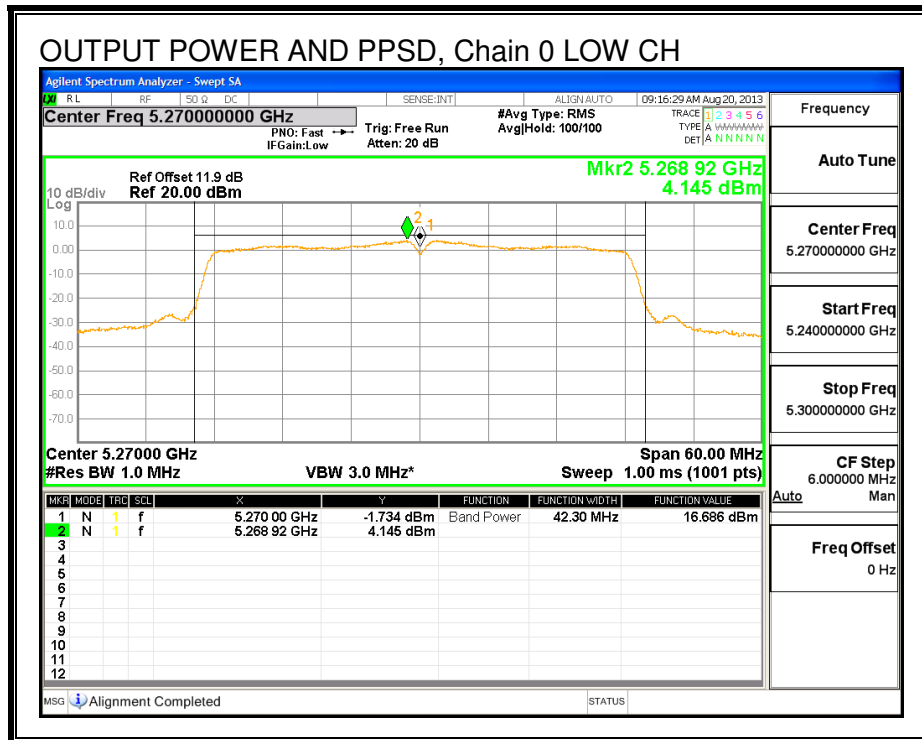 OUTPUT POWER AND PPSD, Chain 0 LOW CH
Agilent Spectrum Analyzer - Swept SA
LXI RL RF 50 Ω DC SENSE:INT ALIGN AUTO 09:16:29 AM Aug 20, 2013
Center Freq 5.270000000 GHz
PNO: Fast
IFGain:Low
Trig: Free Run
Atten: 20 dB
#Avg Type: RMS
Avg|Hold: 100/100
TRACE 1 2 3 4 5 6
TYPE A WWWWW
DET A N N N N N
Mkr2 5.268 92 GHz
4.145 dBm
Ref Offset 11.9 dB
10 dB/div Ref 20.00 dBm
Log
10.0
0.00
-10.0
-20.0
-30.0
-40.0
-50.0
-60.0
-70.0
2
1
Center 5.27000 GHz Span 60.00 MHz
#Res BW 1.0 MHz VBW 3.0 MHz* Sweep 1.00 ms (1001 pts)
MKR MODE TRC SCL X Y FUNCTION FUNCTION WIDTH FUNCTION VALUE
1 N 1 f 5.270 00 GHz -1.734 dBm Band Power 42.30 MHz 16.686 dBm
2 N 1 f 5.268 92 GHz 4.145 dBm
3
4
5
6
7
8
9
10
11
12
MSG Alignment Completed STATUS
Frequency
Auto Tune
Center Freq
5.270000000 GHz
Start Freq
5.240000000 GHz
Stop Freq
5.300000000 GHz
CF Step
6.000000 MHz
Auto Man
Freq Offset
0 Hz